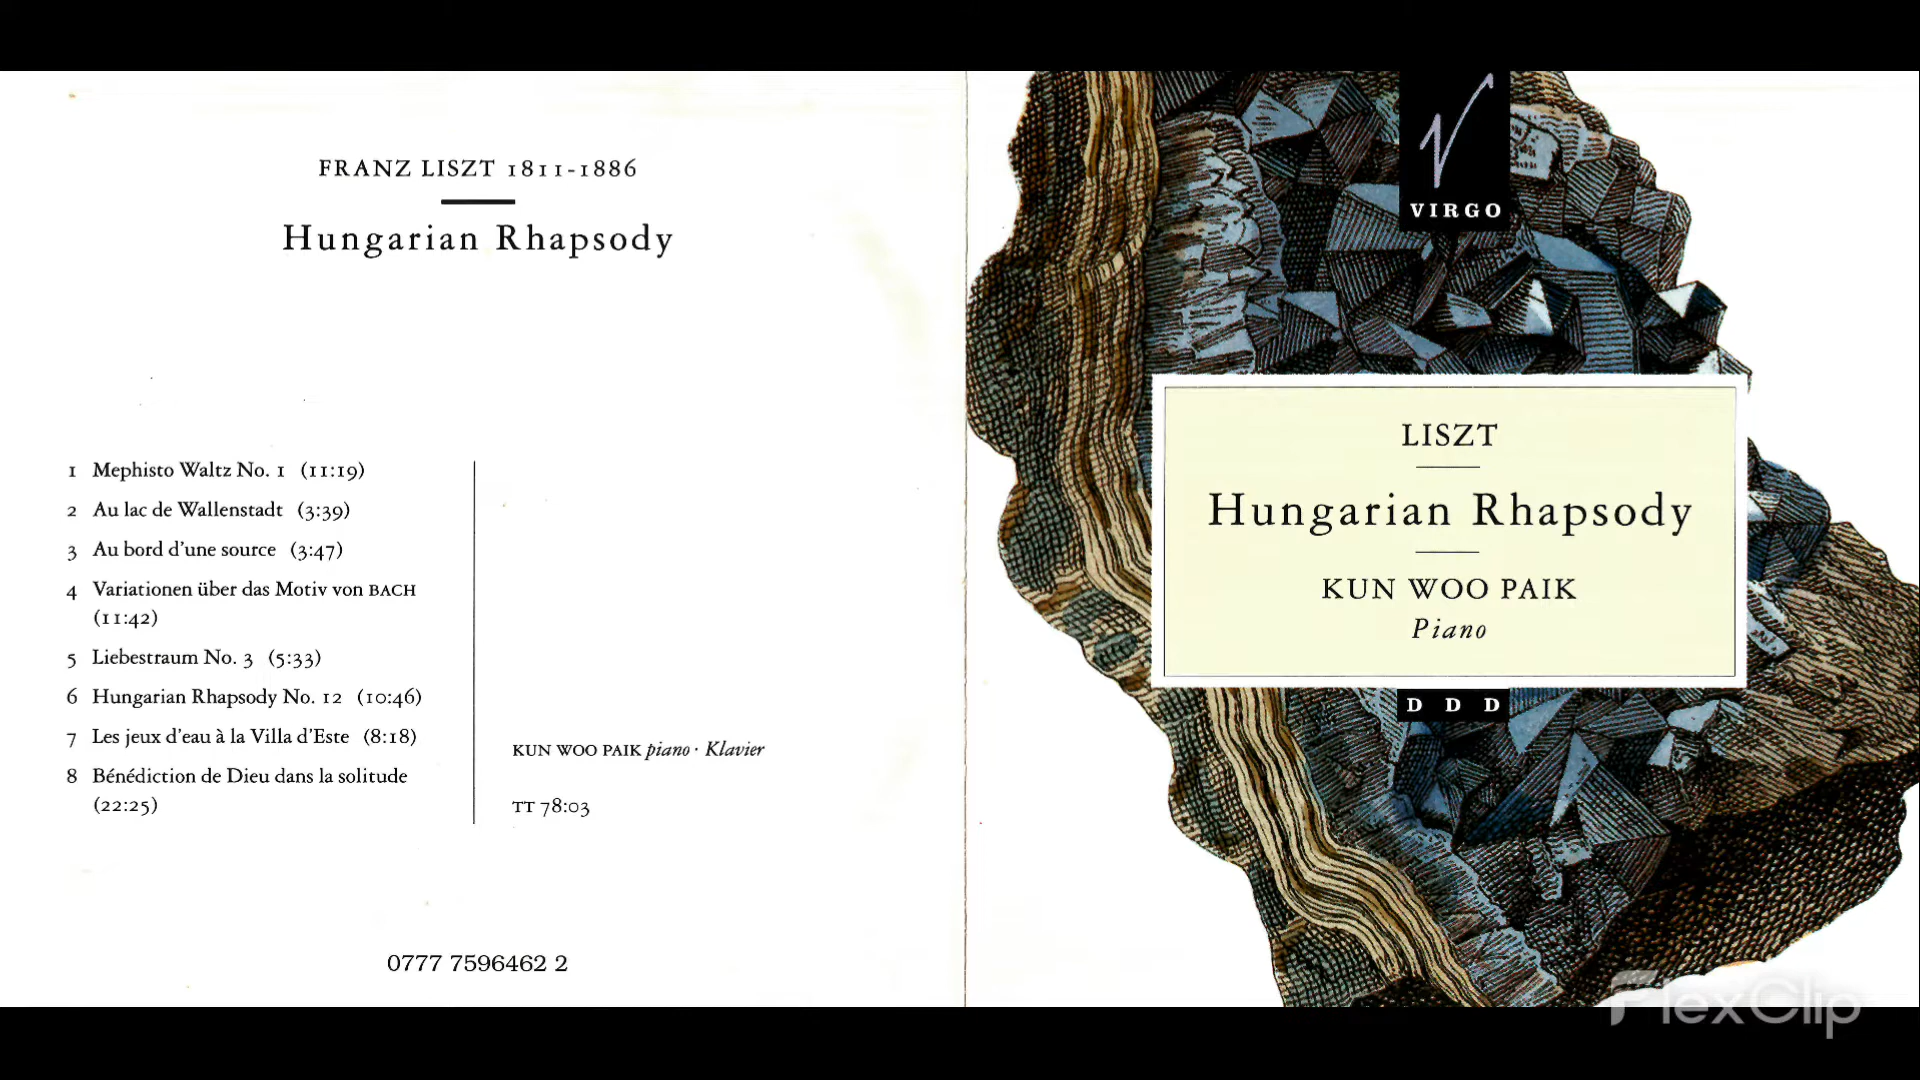 FRANZ LISZT 1811-1886
Hungarian Rhapsody
1 Mephisto Waltz No. 1 (11:19)
2 Au lac de Wallenstadt (3:39)
3 Au bord d'une source (3:47)
4 Variationen über das Motiv von BACH
(11:42)
5 Liebestraum No. 3 (5:33)
6 Hungarian Rhapsody No. 12 (10:46)
7 Les jeux d'eau à la Villa d'Este (8:18)
8 Bénédiction de Dieu dans la solitude
(22:25)
KUN WOO PAIK piano · Klavier
TT 78:03
0777 7596462 2
VIRGO
LISZT
Hungarian Rhapsody
KUN WOO PAIK
Piano
D D D
FlexClip